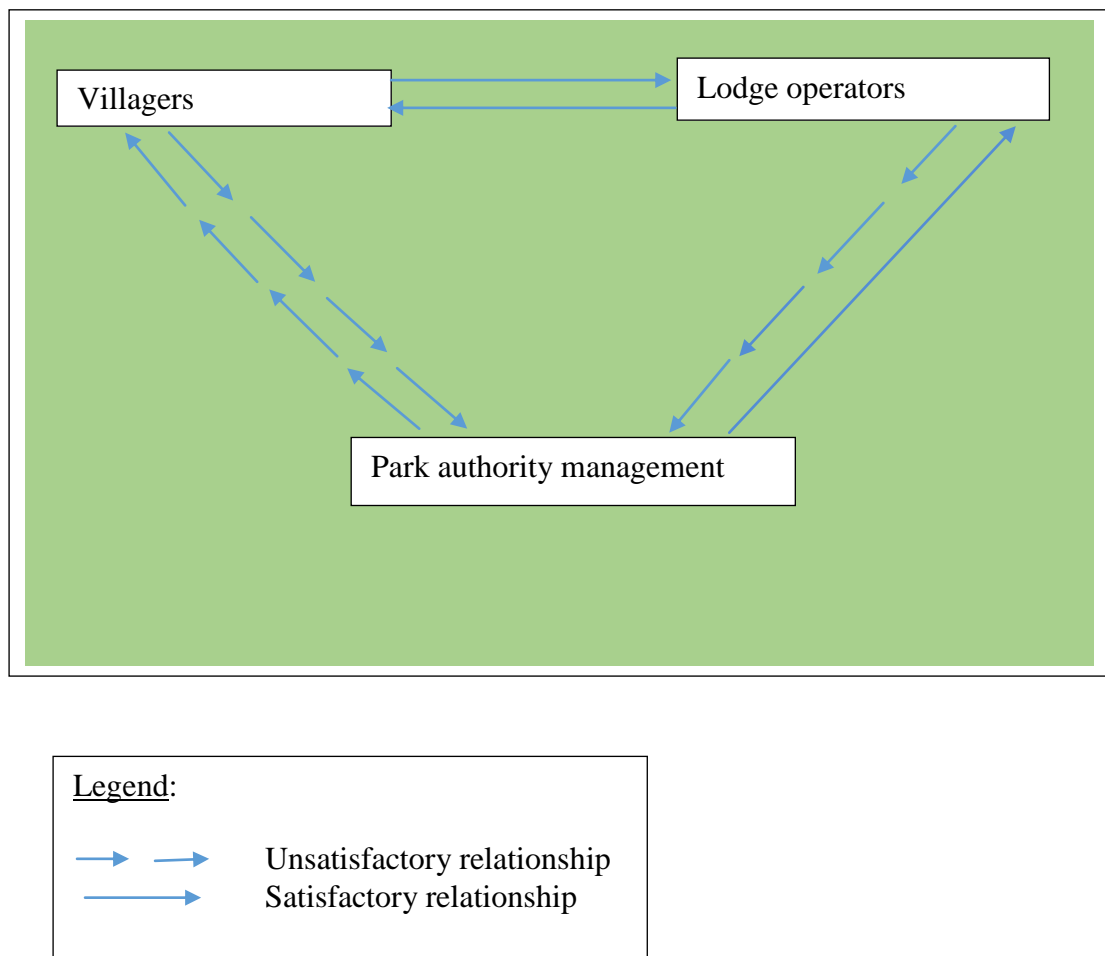 Villagers
Lodge operators
Park authority management
Legend:
Unsatisfactory relationship
Satisfactory relationship